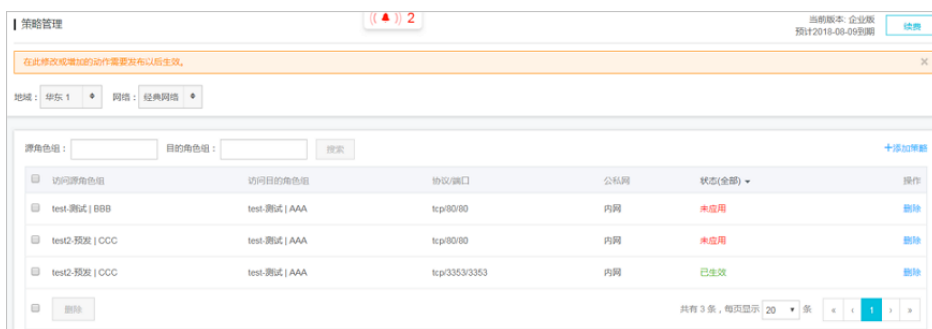 策略管理
2
当前版本: 企业版
预计2018-08-09到期
续费
在此修改或增加的动作需要发布以后生效。
地域： 华东 1 网络： 经典网络
源角色组： 目的角色组： 搜索 +添加策略
访问源角色组 访问目的角色组 协议/端口 公私网 状态(全部) 操作
test-测试 | BBB test-测试 | AAA tcp/80/80 内网 未应用 删除
test2-预发 | CCC test-测试 | AAA tcp/80/80 内网 未应用 删除
test2-预发 | CCC test-测试 | AAA tcp/3353/3353 内网 已生效 删除
删除 共有 3 条，每页显示 20 条 « ‹ 1 › »